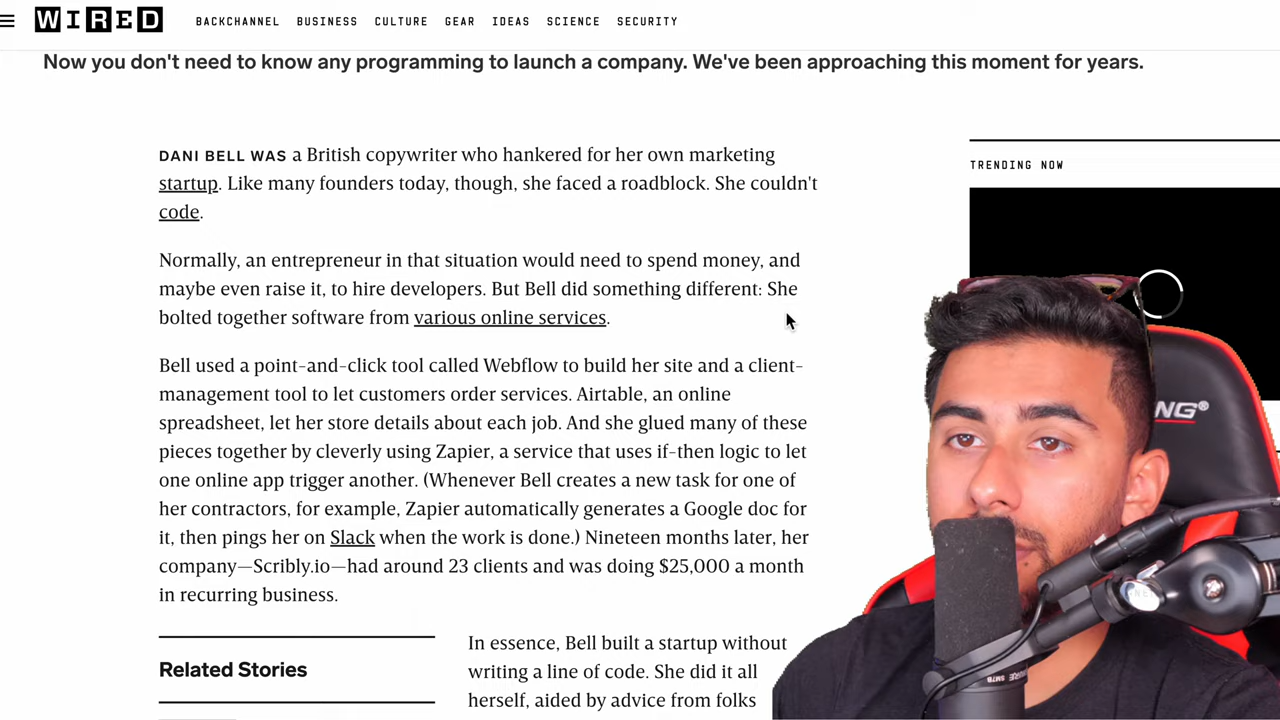 WIRED
BACKCHANNEL BUSINESS CULTURE GEAR IDEAS SCIENCE SECURITY
Now you don't need to know any programming to launch a company. We've been approaching this moment for years.
DANI BELL WAS a British copywriter who hankered for her own marketing
startup. Like many founders today, though, she faced a roadblock. She couldn't
code.
Normally, an entrepreneur in that situation would need to spend money, and
maybe even raise it, to hire developers. But Bell did something different: She
bolted together software from various online services.
Bell used a point-and-click tool called Webflow to build her site and a client-
management tool to let customers order services. Airtable, an online
spreadsheet, let her store details about each job. And she glued many of these
pieces together by cleverly using Zapier, a service that uses if-then logic to let
one online app trigger another. (Whenever Bell creates a new task for one of
her contractors, for example, Zapier automatically generates a Google doc for
it, then pings her on Slack when the work is done.) Nineteen months later, her
company—Scribly.io—had around 23 clients and was doing $25,000 a month
in recurring business.
Related Stories
In essence, Bell built a startup without
writing a line of code. She did it all
herself, aided by advice from folks
TRENDING NOW
SM7B